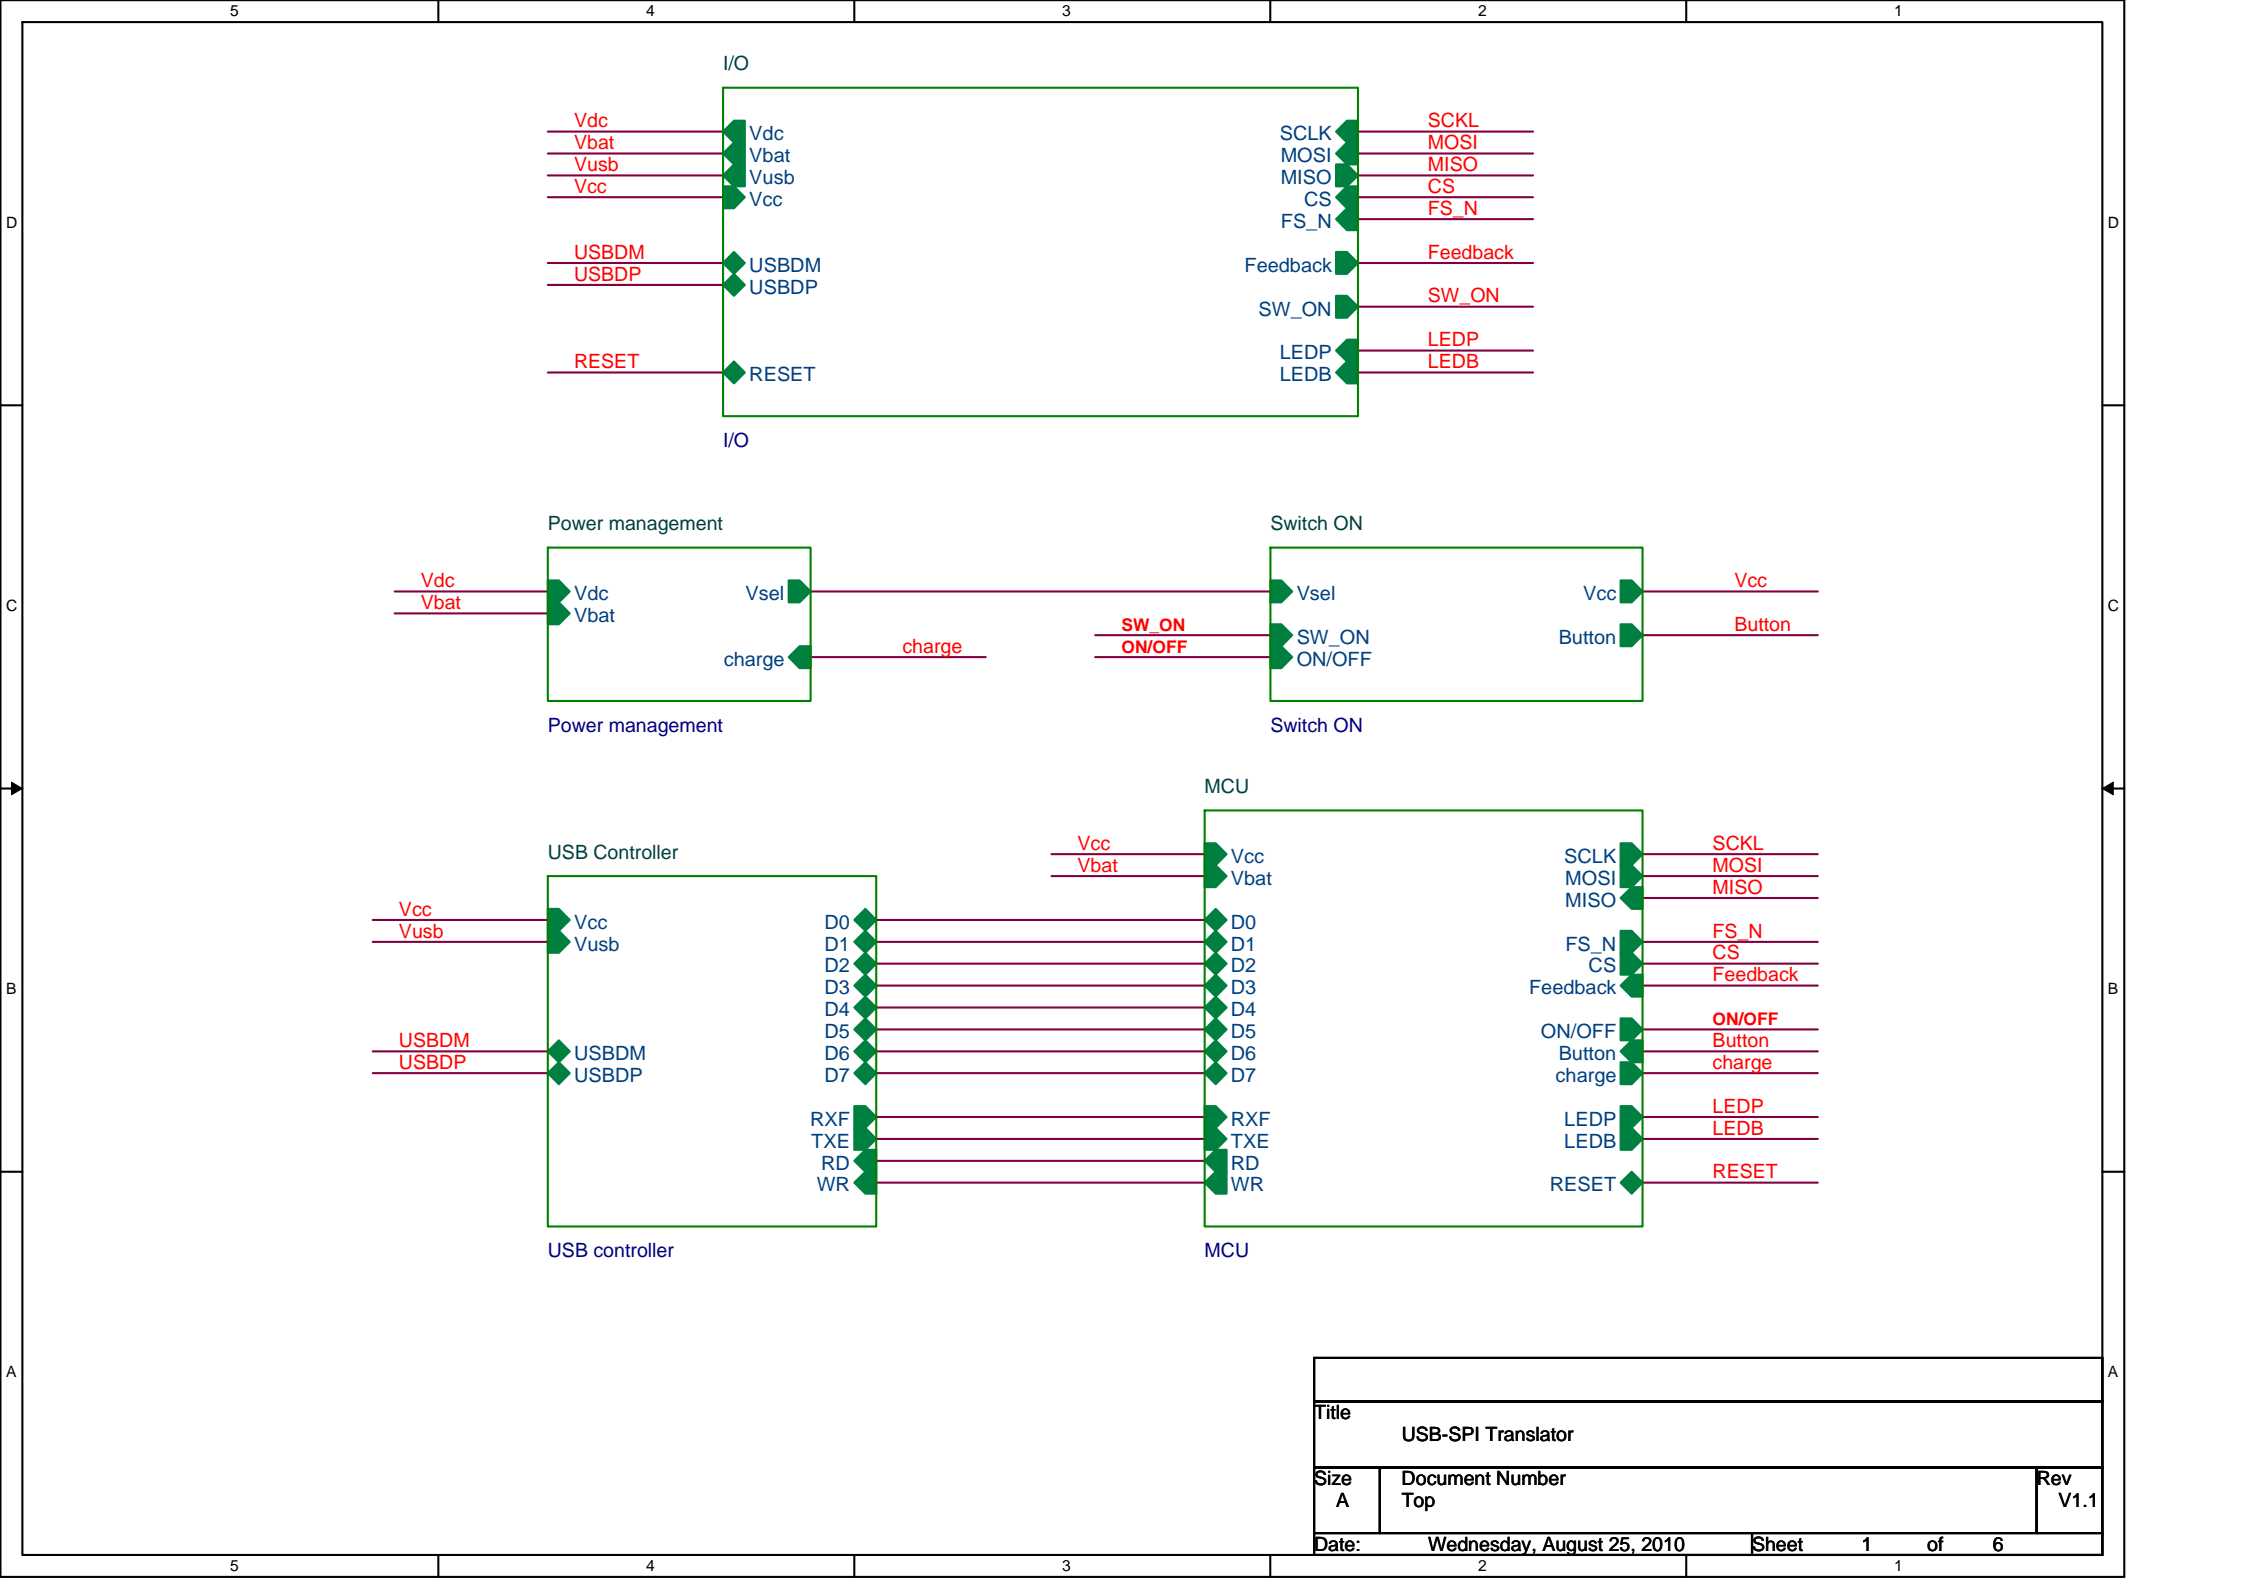 5 4 3 2 1
I/O
Vdc Vdc SCLK SCKL
Vbat Vbat MOSI MOSI
Vusb Vusb MISO MISO
Vcc Vcc CS CS
D FS_N FS_N D
USBDM USBDM Feedback Feedback
USBDP USBDP
SW_ON SW_ON
LEDP LEDP
RESET RESET LEDB LEDB
I/O
Power management Switch ON
Vdc Vdc Vsel Vsel Vcc Vcc
C Vbat Vbat C
SW_ON SW_ON Button Button
charge charge ON/OFF ON/OFF
Power management Switch ON
MCU
USB Controller Vcc Vcc SCLK SCKL
Vbat Vbat MOSI MOSI
MISO MISO
Vcc Vcc D0 D0
Vusb Vusb D1 D1 FS_N FS_N
D2 D2 CS CS
B D3 D3 Feedback Feedback B
D4 D4
D5 D5 ON/OFF ON/OFF
USBDM USBDM D6 D6 Button Button
USBDP USBDP D7 D7 charge charge
RXF RXF LEDP LEDP
TXE TXE LEDB LEDB
RD RD
WR WR RESET RESET
USB controller MCU
A A
Title
USB-SPI Translator
Size Document Number Rev
A Top V1.1
Date: Wednesday, August 25, 2010 Sheet 1 of 6
5 4 3 2 1